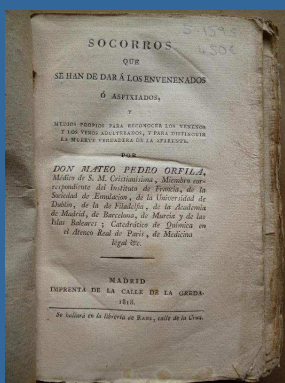 SOCORROS
QUE
SE HAN DE DAR Á LOS ENVENENADOS
Ó ASFIXIADOS,
Y
MEDIOS PROPIOS PARA RECONOCER LOS VENENOS
Y LOS VINOS ADULTERADOS, Y PARA DISTINGUIR
LA MUERTE VERDADERA DE LA APARENTE.
POR
DON MATEO PEDRO ORFILA,
Médico de S. M. Cristianísima, Miembro cor-
respondiente del Instituto de Francia, de la
Sociedad de Emulacion, de la Universidad de
Dublin, de la de Filadelfia, de la Academia
de Madrid, de Barcelona, de Murcia y de las
Islas Baleares; Catedrático de Química en
el Ateneo Real de Paris, de Medicina
legal &c.
MADRID
IMPRENTA DE LA CALLE DE LA GREDA.
1818.
Se hallará en la librería de RANZ, calle de la Cruz.